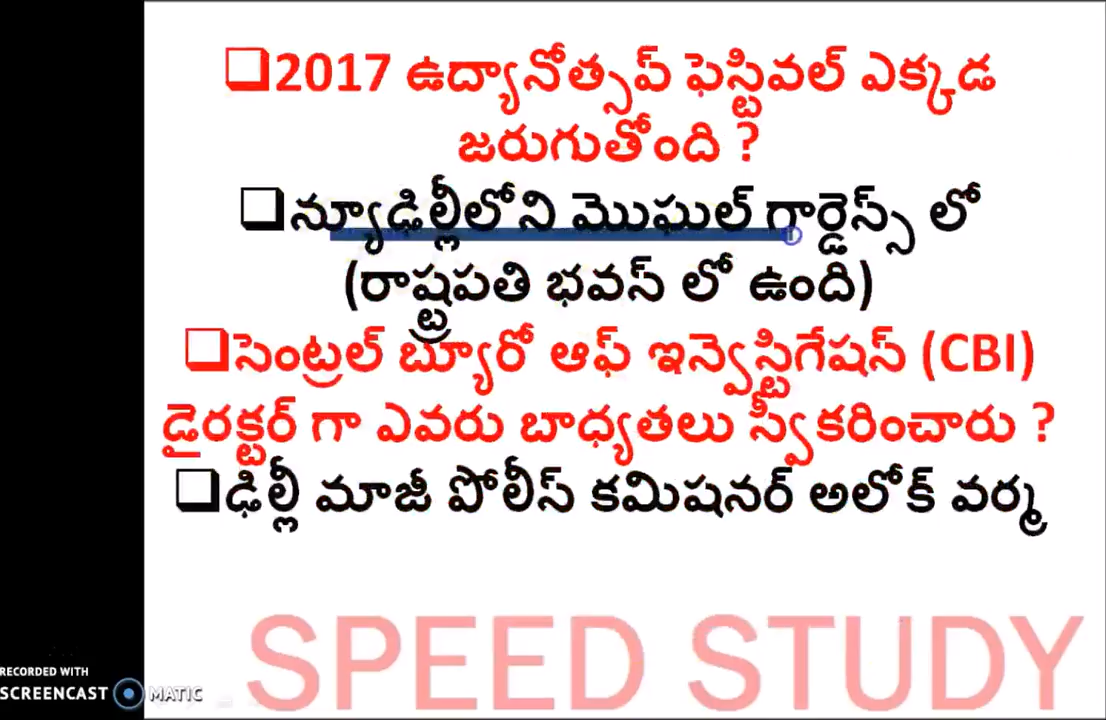 ❑2017 ఉద్యానోత్సవ్ ఫెస్టివల్ ఎక్కడ
జరుగుతోంది ?
❑న్యూఢిల్లీలోని మొఘల్ గార్డెన్స్ లో
(రాష్ట్రపతి భవన్ లో ఉంది)
❑సెంట్రల్ బ్యూరో ఆఫ్ ఇన్వెస్టిగేషన్ (CBI)
డైరక్టర్ గా ఎవరు బాధ్యతలు స్వీకరించారు ?
❑ఢిల్లీ మాజీ పోలీస్ కమిషనర్ అలోక్ వర్మ
SPEED STUDY
RECORDED WITH
SCREENCAST MATIC